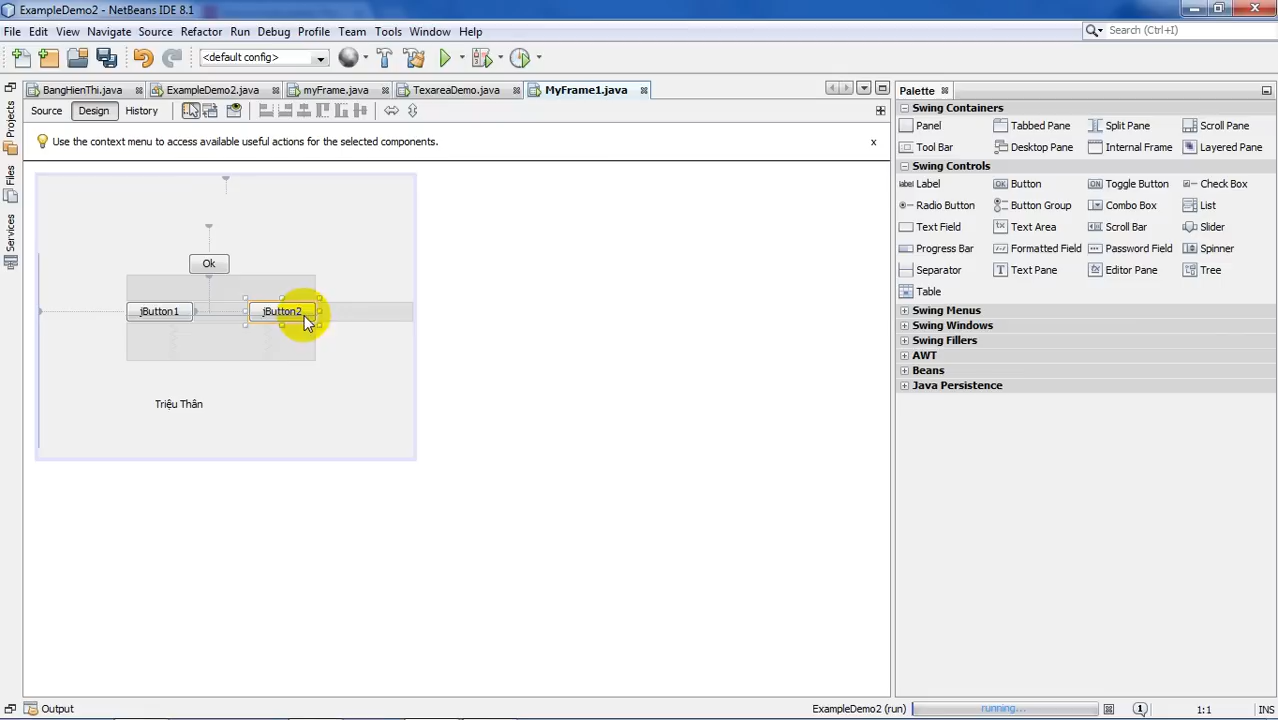 ExampleDemo2 - NetBeans IDE 8.1
File Edit View Navigate Source Refactor Run Debug Profile Team Tools Window Help
Search (Ctrl+I)
<default config>
BangHienThi.java ExampleDemo2.java myFrame.java TexareaDemo.java MyFrame1.java
Source Design History
Use the context menu to access available useful actions for the selected components. x
Projects
Files
Services
Ok
jButton1 jButton2
Triệu Thân
Palette
Swing Containers
Panel Tabbed Pane Split Pane Scroll Pane
Tool Bar Desktop Pane Internal Frame Layered Pane
Swing Controls
label Label OK Button ON Toggle Button Check Box
Radio Button Button Group Combo Box List
Text Field Text Area Scroll Bar Slider
Progress Bar Formatted Field Password Field Spinner
Separator Text Pane Editor Pane Tree
Table
Swing Menus
Swing Windows
Swing Fillers
AWT
Beans
Java Persistence
Output ExampleDemo2 (run) running... 1 1:1 INS